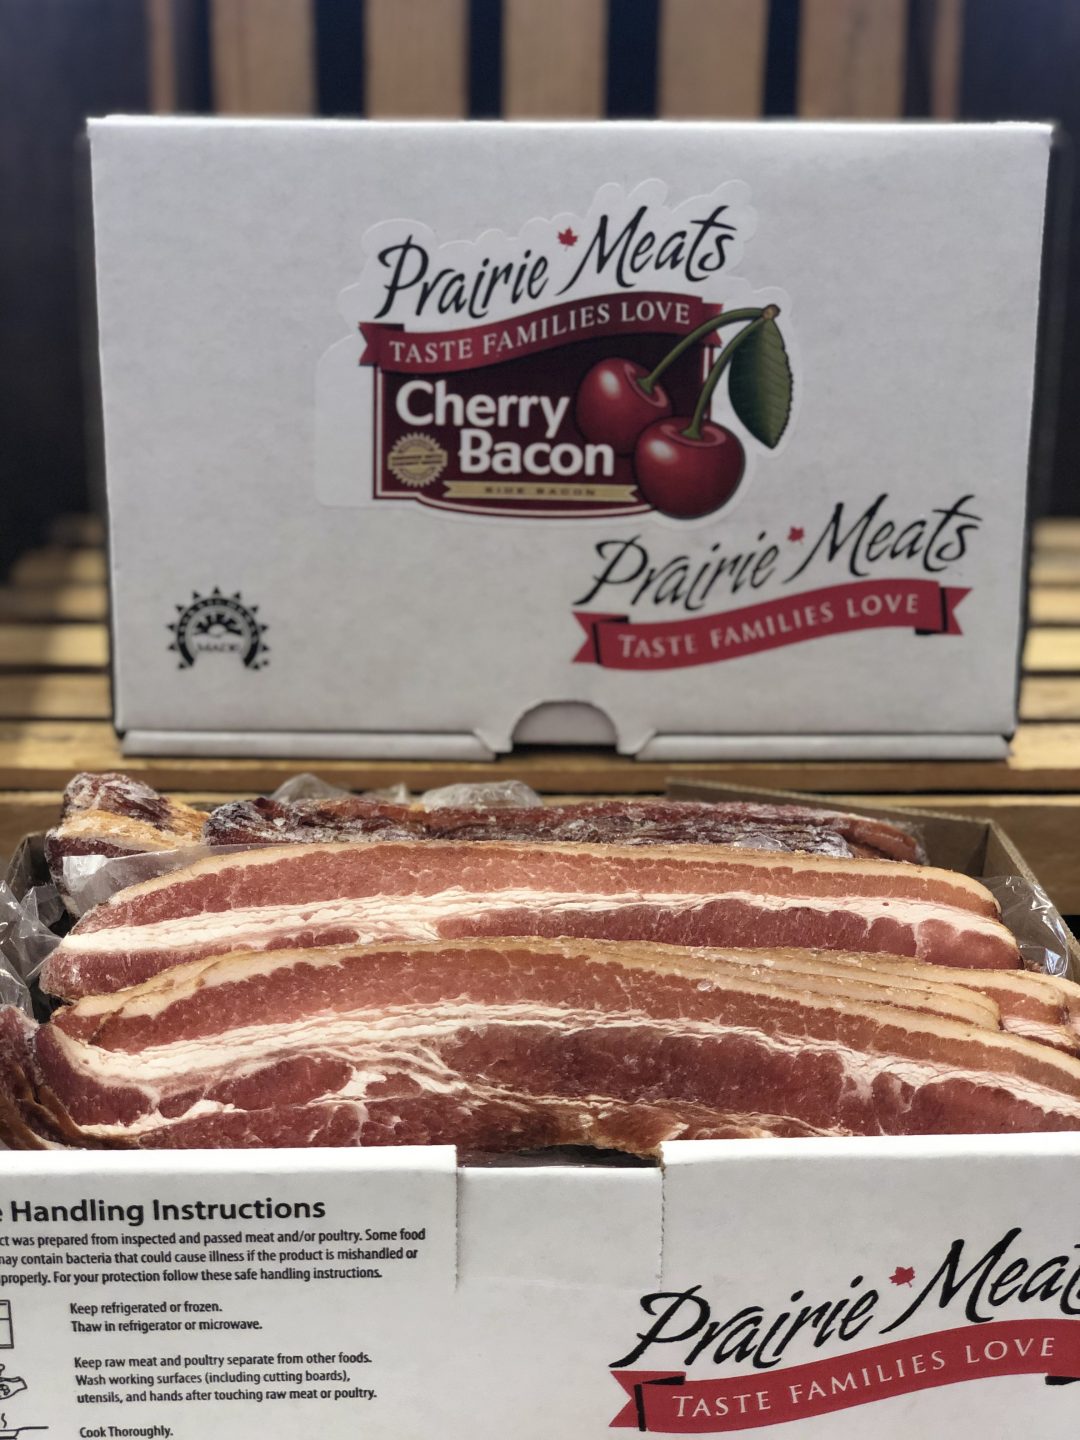 Prairie Meats
TASTE FAMILIES LOVE
Cherry
Bacon
SIDE BACON
Prairie Meats
TASTE FAMILIES LOVE
MADE
Handling Instructions
ct was prepared from inspected and passed meat and/or poultry. Some food
may contain bacteria that could cause illness if the product is mishandled or
properly. For your protection follow these safe handling instructions.
Keep refrigerated or frozen.
Thaw in refrigerator or microwave.
Keep raw meat and poultry separate from other foods.
Wash working surfaces (including cutting boards),
utensils, and hands after touching raw meat or poultry.
Cook Thoroughly.
Prairie Meats
TASTE FAMILIES LOVE